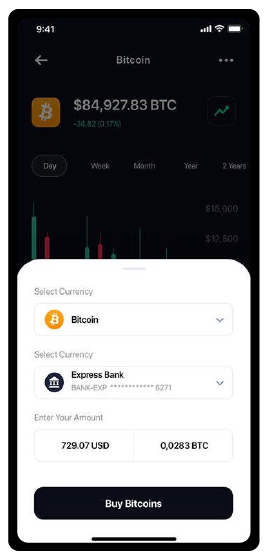 9:41
Bitcoin
$84,927.83 BTC
-34,82 (0.17%)
Day Week Month Year 2 Years
$15,000
$12,500
Select Currency
Bitcoin
Select Currency
Express Bank
BANK-EXP ************ 6271
Enter Your Amount
729.07 USD 0,0283 BTC
Buy Bitcoins